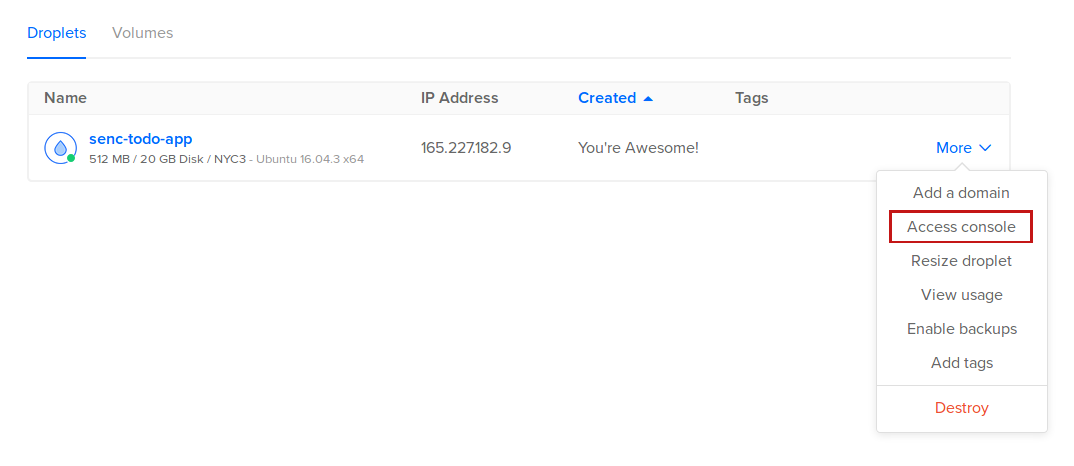 Droplets Volumes
Name IP Address Created Tags
senc-todo-app
512 MB / 20 GB Disk / NYC3 - Ubuntu 16.04.3 x64
165.227.182.9
You're Awesome!
More
Add a domain
Access console
Resize droplet
View usage
Enable backups
Add tags
Destroy